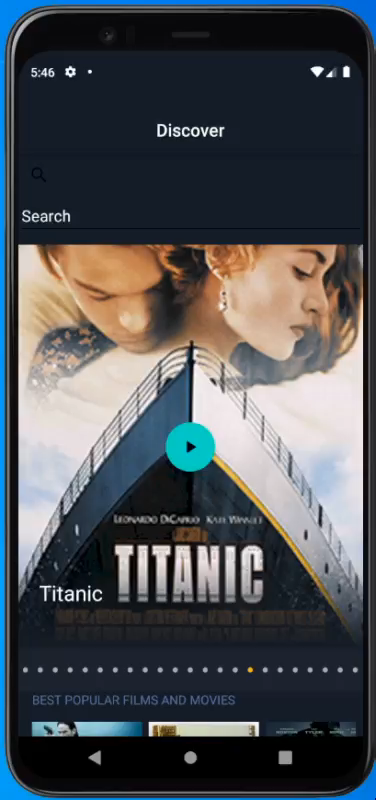 5:46
Discover
Search
LEONARDO DICAPRIO KATE WINSLET
TITANIC
Titanic
BEST POPULAR FILMS AND MOVIES